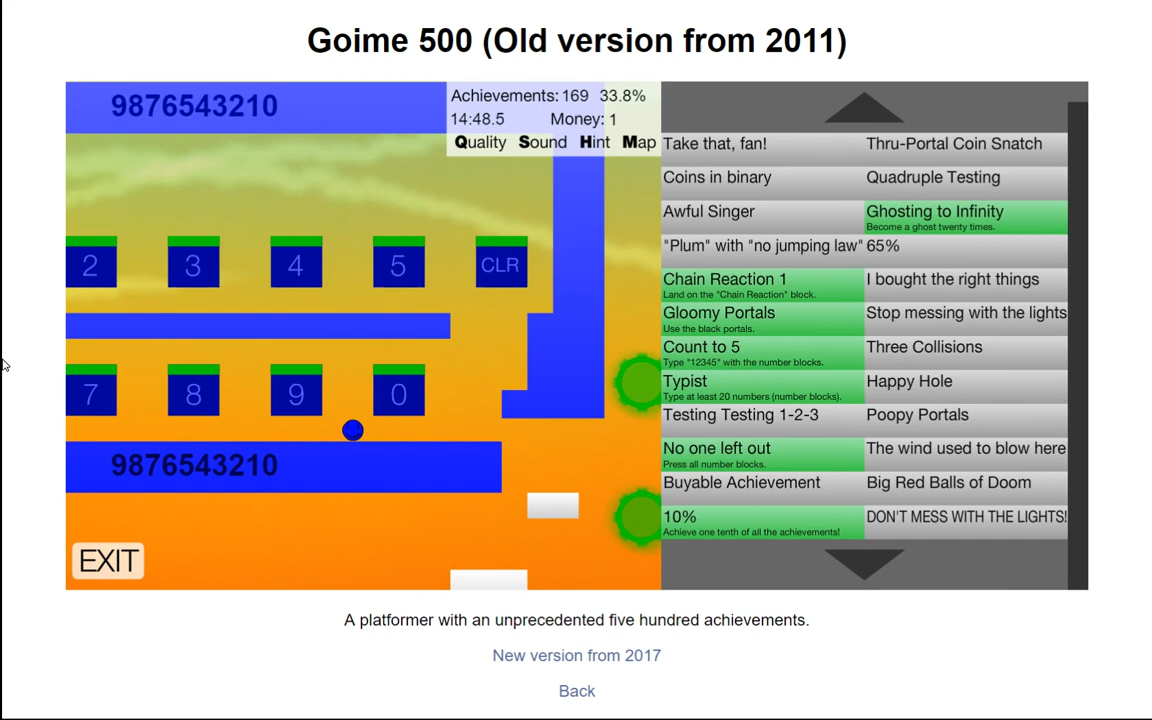 Goime 500 (Old version from 2011)
9876543210
Achievements: 169 33.8%
14:48.5 Money: 1
Quality Sound Hint Map
2 3 4 5 CLR
7 8 9 0
9876543210
EXIT
Take that, fan! Thru-Portal Coin Snatch
Coins in binary Quadruple Testing
Awful Singer Ghosting to Infinity
Become a ghost twenty times.
"Plum" with "no jumping law" 65%
Chain Reaction 1 I bought the right things
Land on the "Chain Reaction" block.
Gloomy Portals Stop messing with the lights
Use the black portals.
Count to 5 Three Collisions
Type "12345" with the number blocks.
Typist Happy Hole
Type at least 20 numbers (number blocks).
Testing Testing 1-2-3 Poopy Portals
No one left out The wind used to blow here
Press all number blocks.
Buyable Achievement Big Red Balls of Doom
10% DON'T MESS WITH THE LIGHTS!
Achieve one tenth of all the achievements!
A platformer with an unprecedented five hundred achievements.
New version from 2017
Back